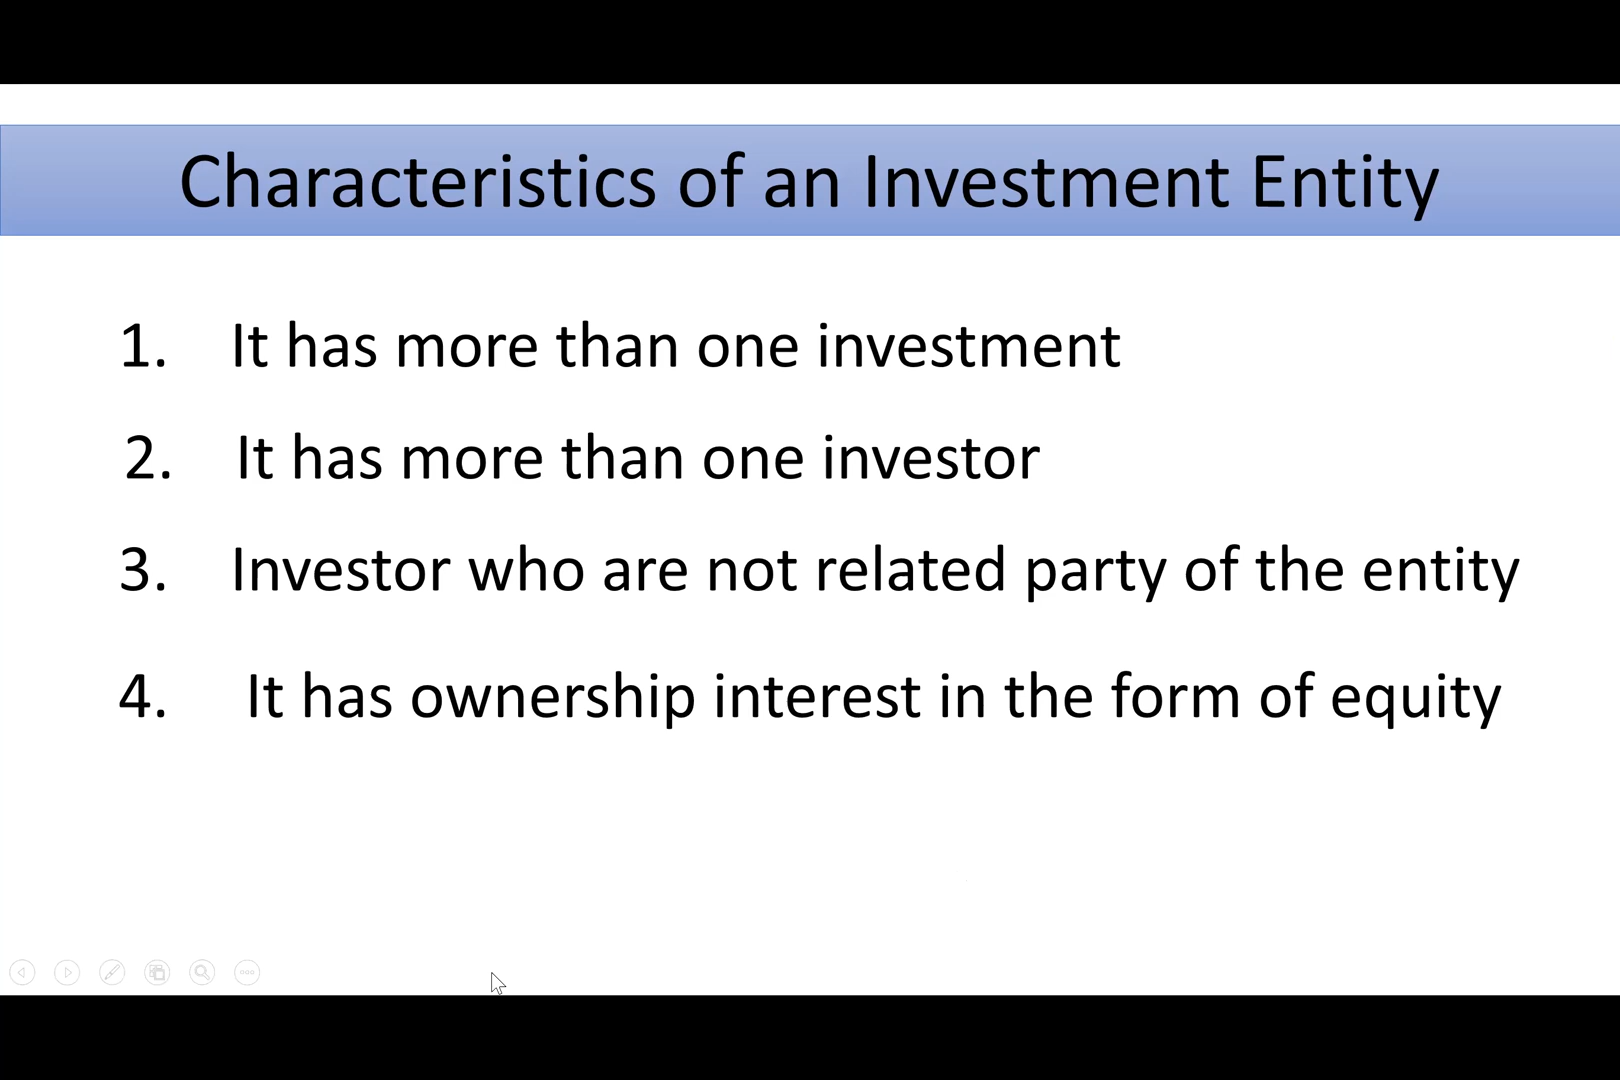 Characteristics of an Investment Entity
1. It has more than one investment
2. It has more than one investor
3. Investor who are not related party of the entity
4. It has ownership interest in the form of equity